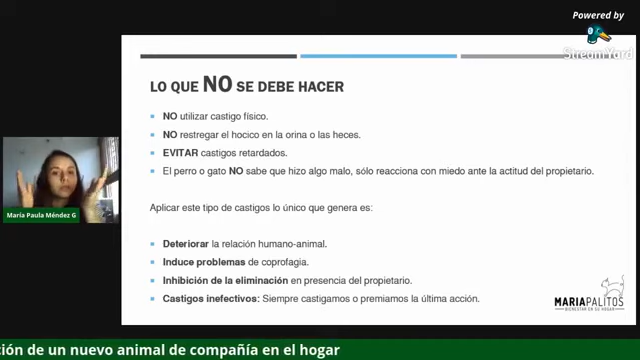 Powered by
StreamYard
LO QUE NO SE DEBE HACER
NO utilizar castigo físico.
NO restregar el hocico en la orina o las heces.
EVITAR castigos retardados.
El perro o gato NO sabe que hizo algo malo, sólo reacciona con miedo ante la actitud del propietario.
Aplicar este tipo de castigos lo único que genera es:
Deteriorar la relación humano-animal.
Induce problemas de coprofagia.
Inhibición de la eliminación en presencia del propietario.
Castigos inefectivos: Siempre castigamos o premiamos la última acción.
María Paula Méndez G
MARIAPALITOS
BIENESTAR EN SU HOGAR
ción de un nuevo animal de compañía en el hogar